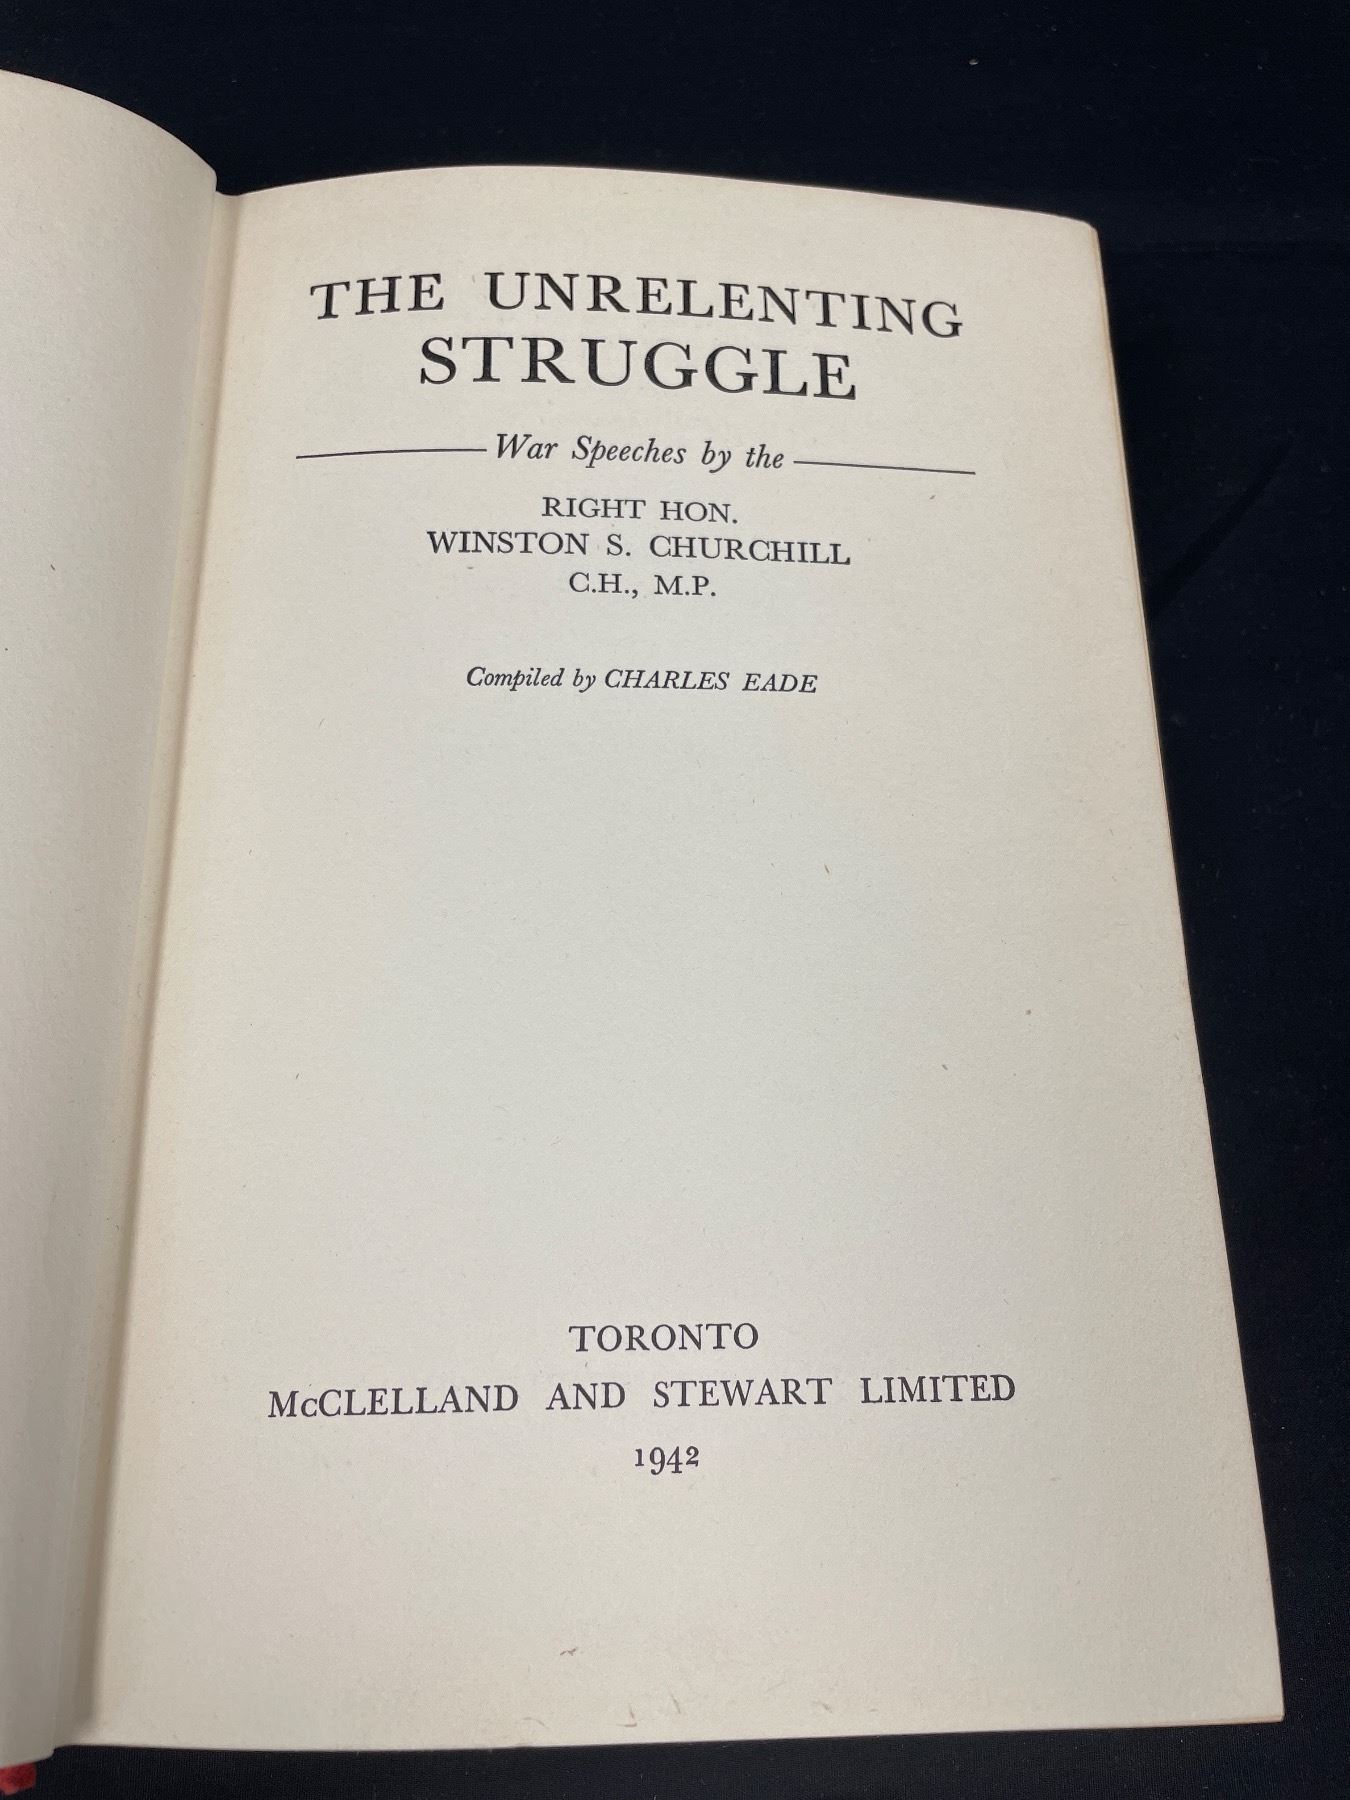 THE UNRELENTING
STRUGGLE
War Speeches by the
RIGHT HON.
WINSTON S. CHURCHILL
C.H., M.P.
Compiled by CHARLES EADE
TORONTO
McCLELLAND AND STEWART LIMITED
1942